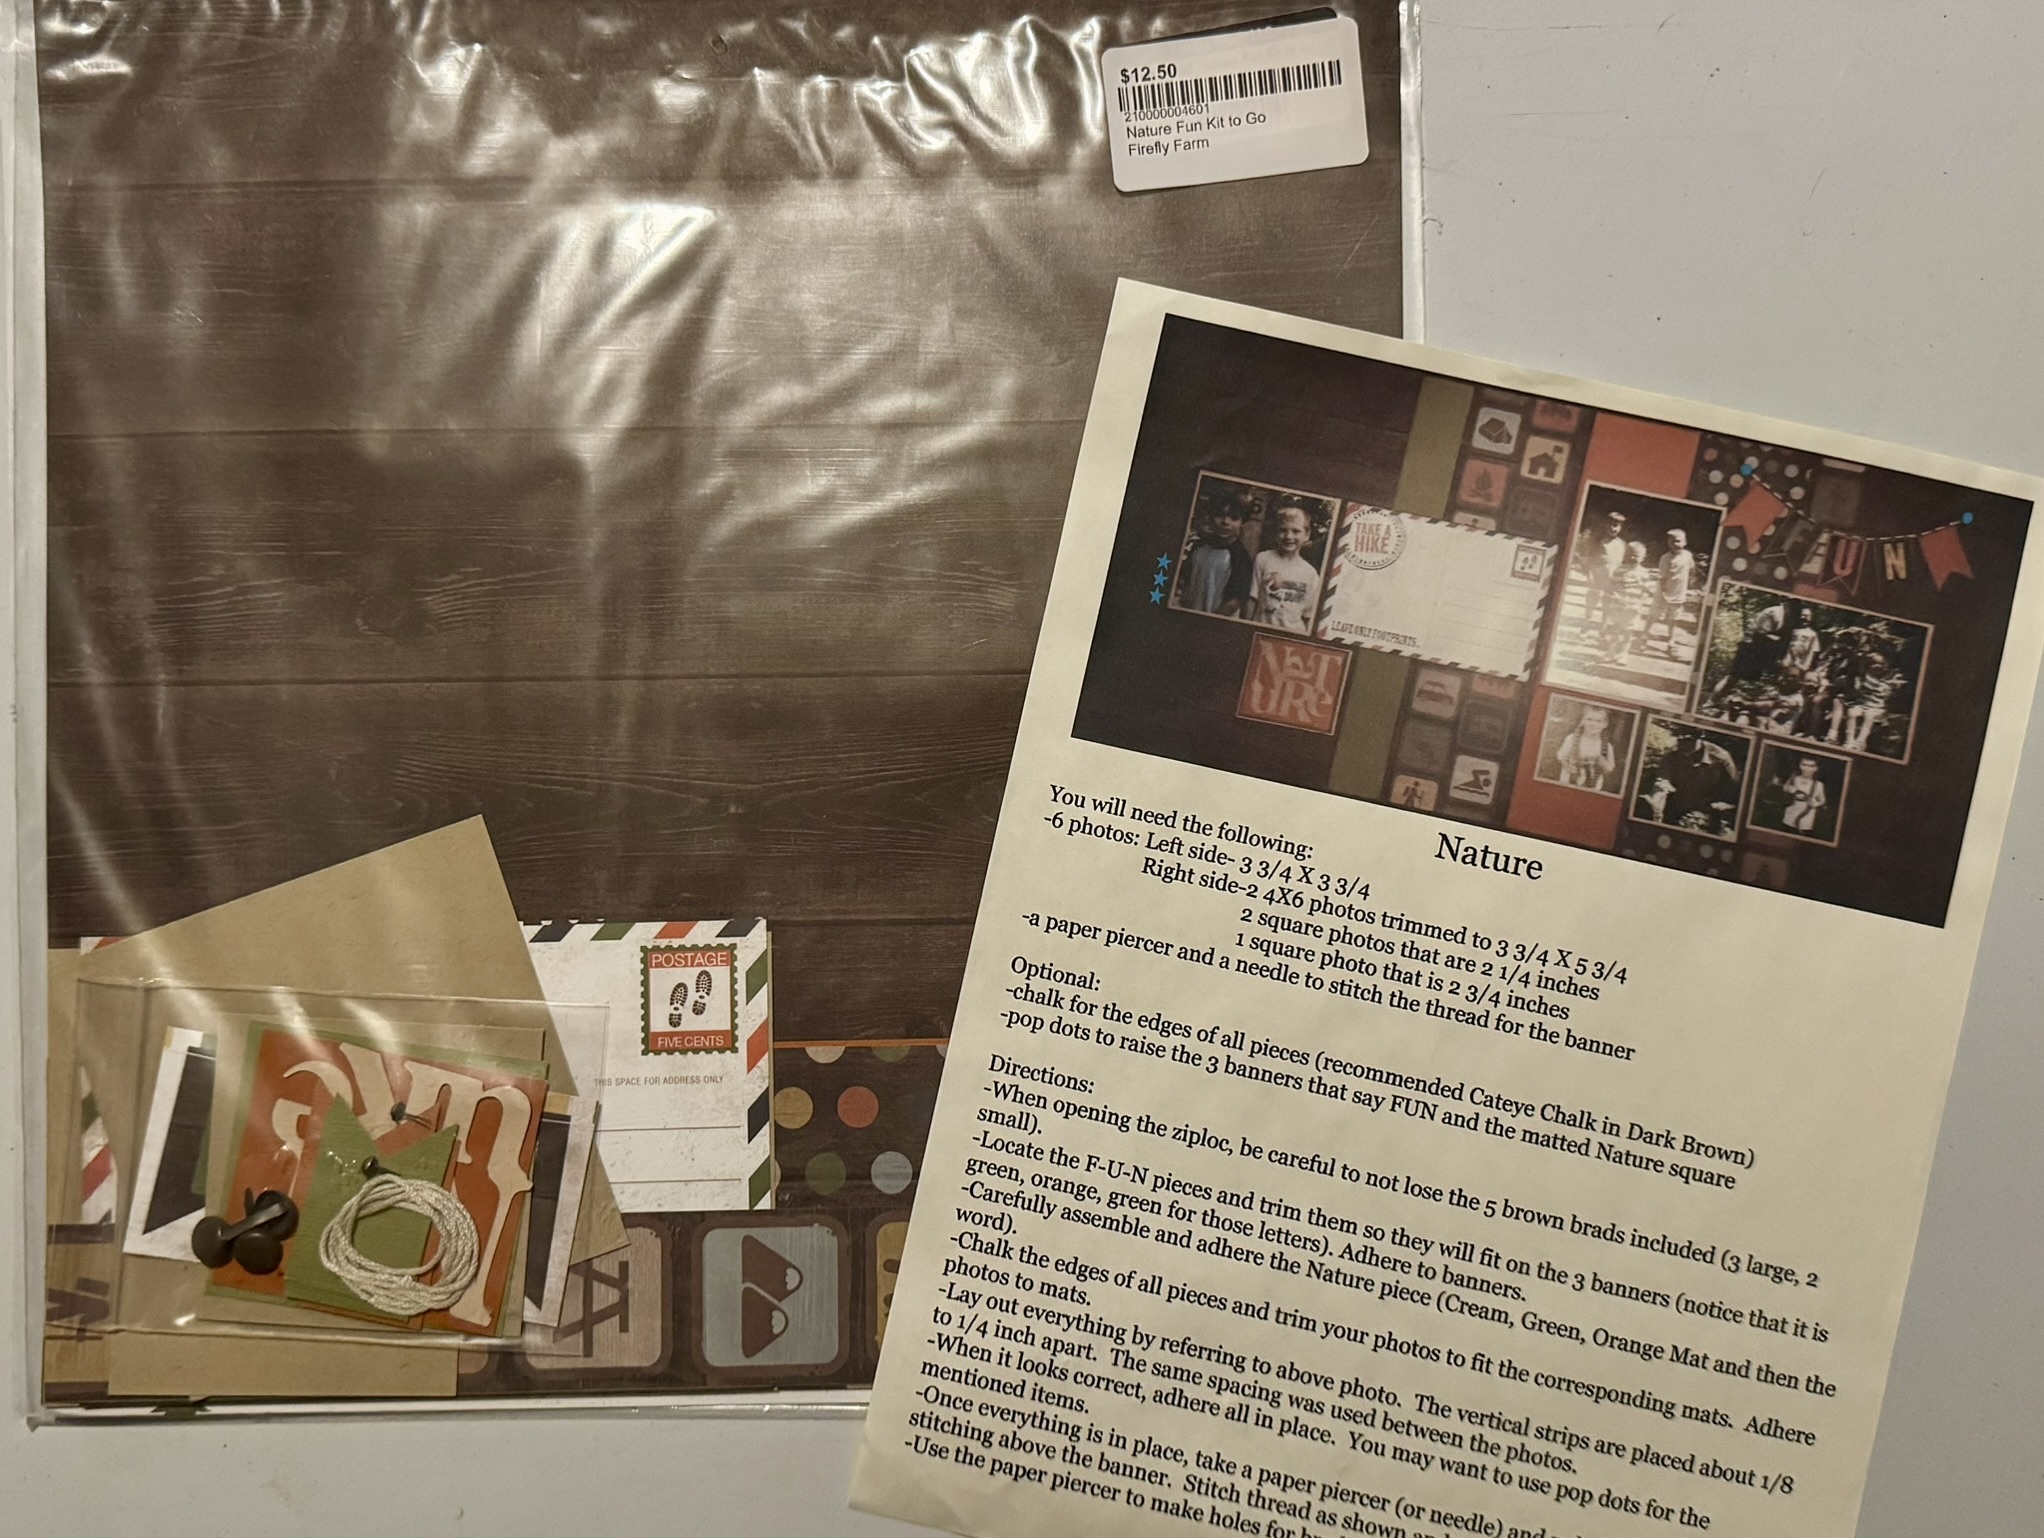 $12.50
210000004601
Nature Fun Kit to Go
Firefly Farm
TAKE A
HIKE
LEAVE ONLY FOOTPRINTS...
FUN
NaTURe
You will need the following:
Nature
-6 photos: Left side- 3 3/4 X 3 3/4
Right side-2 4X6 photos trimmed to 3 3/4 X 5 3/4
2 square photos that are 2 1/4 inches
1 square photo that is 2 3/4 inches
-a paper piercer and a needle to stitch the thread for the banner
Optional:
-chalk for the edges of all pieces (recommended Cateye Chalk in Dark Brown)
-pop dots to raise the 3 banners that say FUN and the matted Nature square
Directions:
-When opening the ziploc, be careful to not lose the 5 brown brads included (3 large, 2
small).
-Locate the F-U-N pieces and trim them so they will fit on the 3 banners (notice that it is
green, orange, green for those letters). Adhere to banners.
-Carefully assemble and adhere the Nature piece (Cream, Green, Orange Mat and then the
word).
-Chalk the edges of all pieces and trim your photos to fit the corresponding mats. Adhere
photos to mats.
-Lay out everything by referring to above photo. The vertical strips are placed about 1/8
to 1/4 inch apart. The same spacing was used between the photos.
-When it looks correct, adhere all in place. You may want to use pop dots for the
mentioned items.
-Once everything is in place, take a paper piercer (or needle) and
stitching above the banner. Stitch thread as shown
-Use the paper piercer to make holes for
POSTAGE
FIVE CENTS
THIS SPACE FOR ADDRESS ONLY